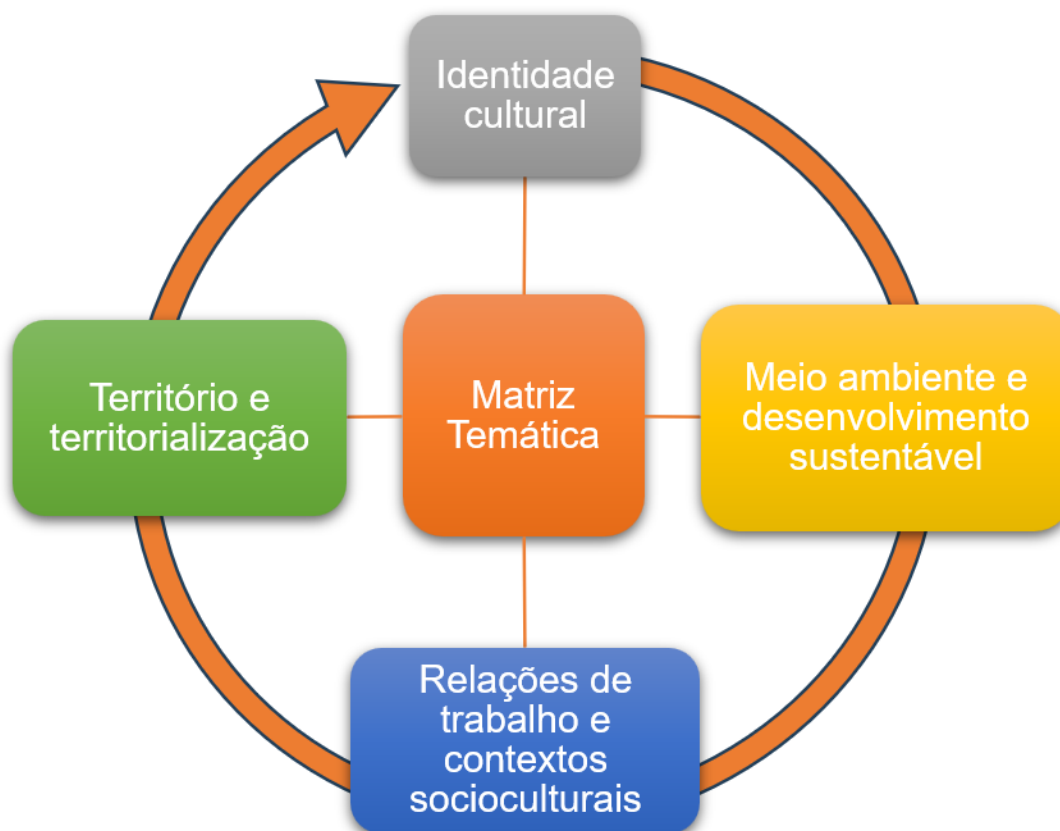 Identidade
cultural
Território e
territorialização
Matriz
Temática
Meio ambiente e
desenvolvimento
sustentável
Relações de
trabalho e
contextos
socioculturais